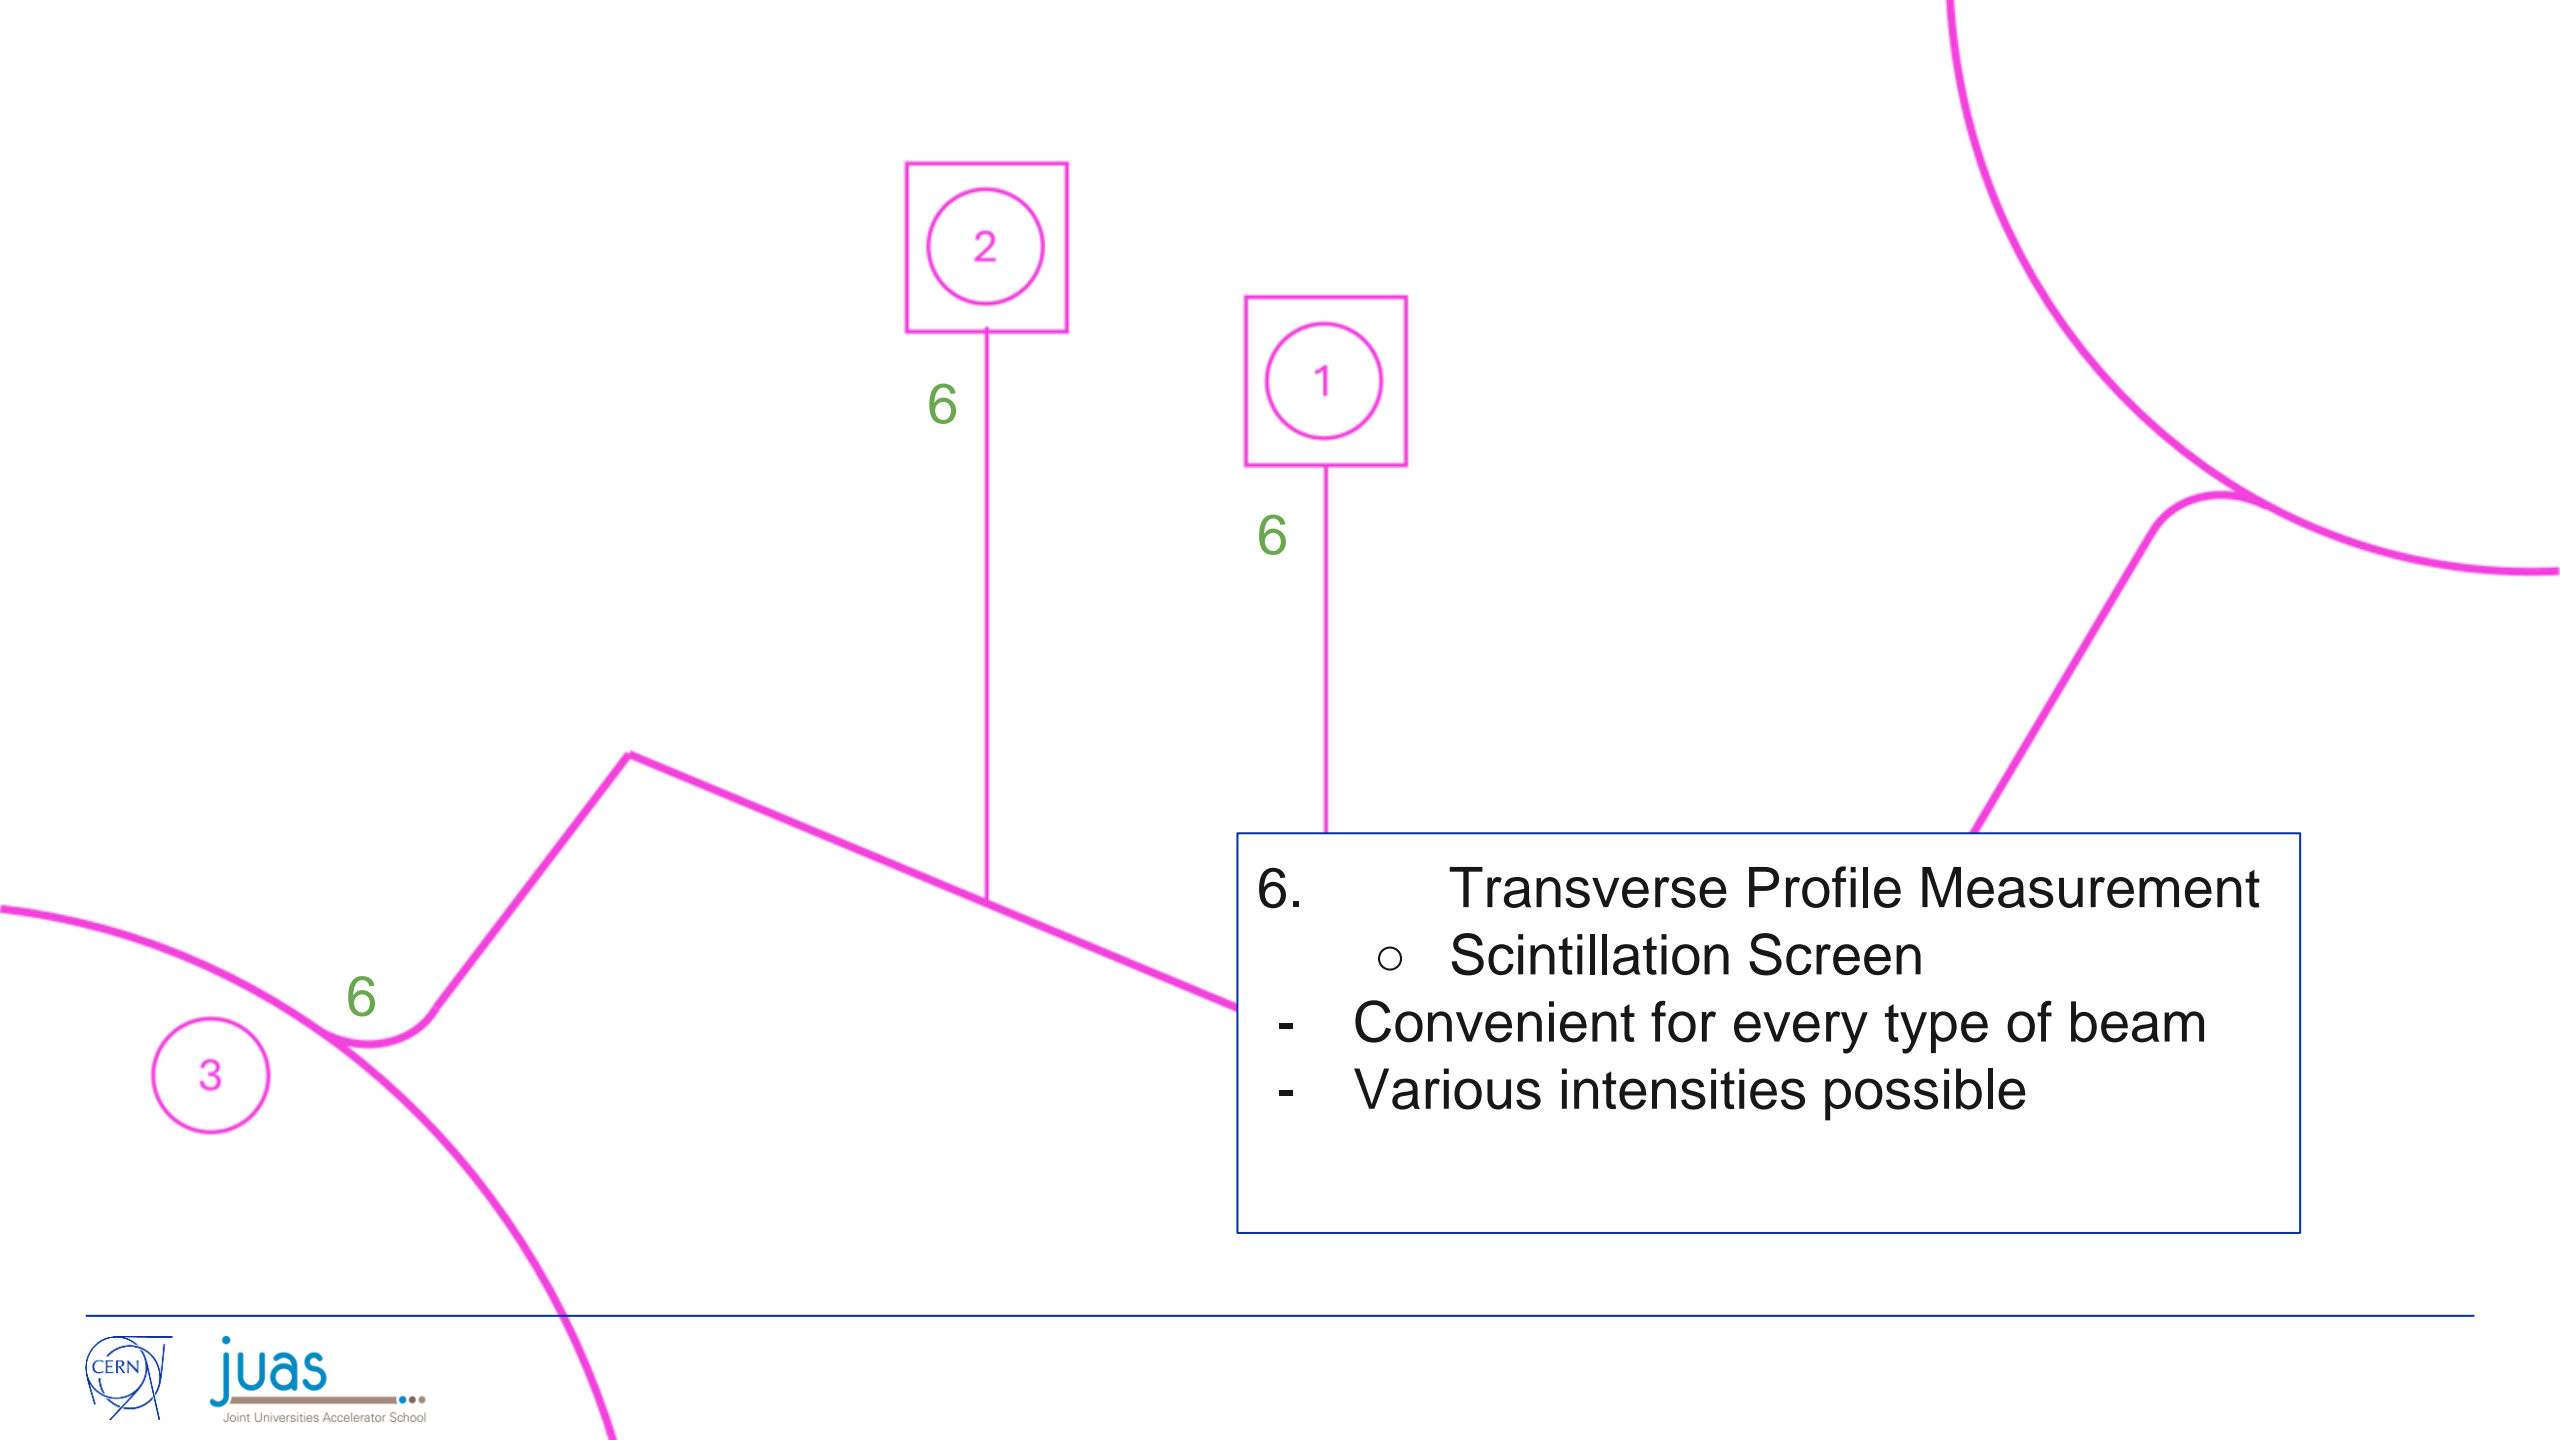 2
1
6
6
6. Transverse Profile Measurement
○ Scintillation Screen
- Convenient for every type of beam
- Various intensities possible
6
3
CERN
juas
Joint Universities Accelerator School